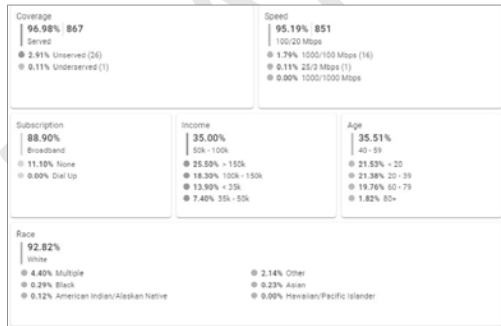 Coverage
96.98% 867
Served
2.91% Unserved (26)
0.11% Underserved (1)
Speed
95.19% 851
100/20 Mbps
1.79% 1000/100 Mbps (16)
0.11% 25/3 Mbps (1)
0.00% 1000/1000 Mbps
Subscription
88.90%
Broadband
11.10% None
0.00% Dial Up
Income
35.00%
50k - 100k
25.50% > 150k
18.30% 100k - 150k
13.90% < 35k
7.40% 35k - 50k
Age
35.51%
40 - 59
21.53% < 20
21.38% 20 - 39
19.76% 60 - 79
1.82% 80+
Race
92.82%
White
4.40% Multiple
0.29% Black
0.12% American Indian/Alaskan Native
2.14% Other
0.23% Asian
0.00% Hawaiian/Pacific Islander